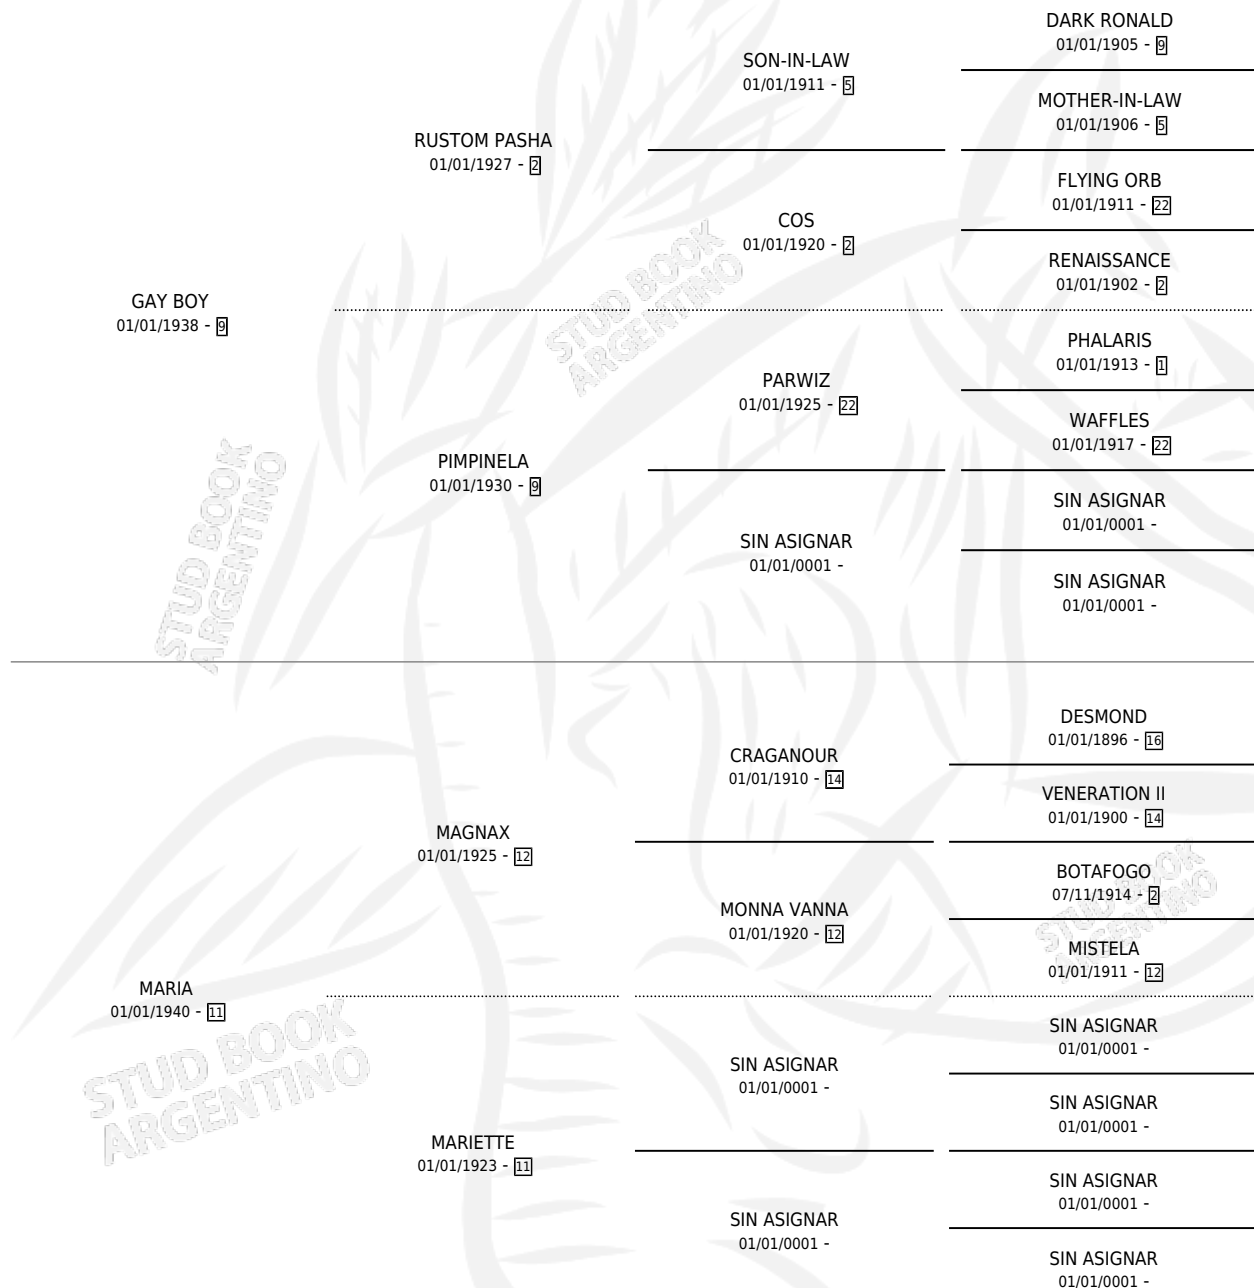 DARK RONALD
01/01/1905 - 9
SON-IN-LAW
01/01/1911 - 5
MOTHER-IN-LAW
01/01/1906 - 5
RUSTOM PASHA
01/01/1927 - 2
FLYING ORB
01/01/1911 - 22
COS
01/01/1920 - 2
RENAISSANCE
01/01/1902 - 2
GAY BOY
01/01/1938 - 9
PHALARIS
01/01/1913 - 1
PARWIZ
01/01/1925 - 22
WAFFLES
01/01/1917 - 22
PIMPINELA
01/01/1930 - 9
SIN ASIGNAR
01/01/0001 -
SIN ASIGNAR
01/01/0001 -
SIN ASIGNAR
01/01/0001 -
DESMOND
01/01/1896 - 16
CRAGANOUR
01/01/1910 - 14
VENERATION II
01/01/1900 - 14
MAGNAX
01/01/1925 - 12
BOTAFOGO
07/11/1914 - 2
MONNA VANNA
01/01/1920 - 12
MISTELA
01/01/1911 - 12
MARIA
01/01/1940 - 11
SIN ASIGNAR
01/01/0001 -
SIN ASIGNAR
01/01/0001 -
SIN ASIGNAR
01/01/0001 -
MARIETTE
01/01/1923 - 11
SIN ASIGNAR
01/01/0001 -
SIN ASIGNAR
01/01/0001 -
SIN ASIGNAR
01/01/0001 -
STUD BOOK
ARGENTINO
STUD BOOK
ARGENTINO
STUD BOOK
ARGENTINO
STUD BOOK
ARGENTINO